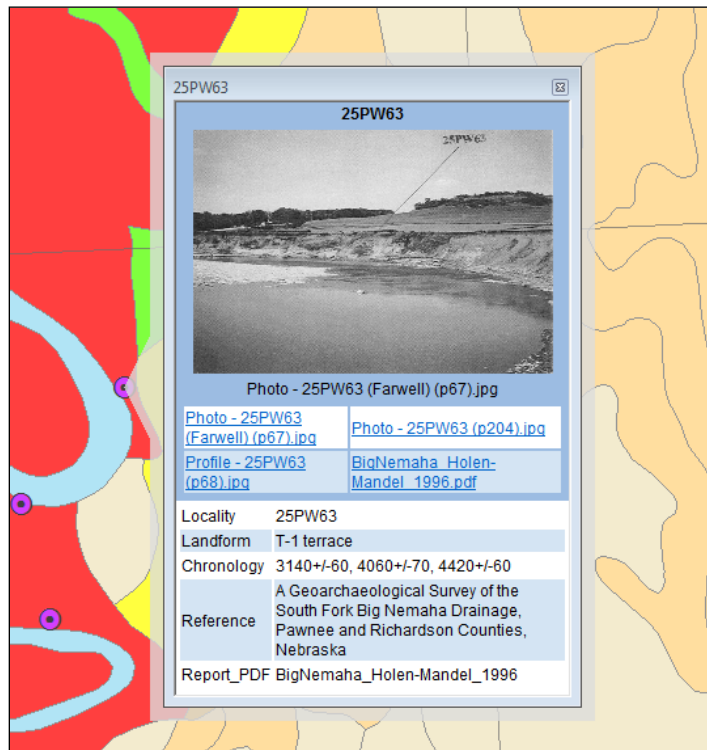 25PW63
25PW63
25PW63
Photo - 25PW63 (Farwell) (p67).jpg
Photo - 25PW63
(Farwell) (p67).jpg
Photo - 25PW63 (p204).jpg
Profile - 25PW63
(p68).jpg
BigNemaha_Holen-
Mandel_1996.pdf
Locality 25PW63
Landform T-1 terrace
Chronology 3140+/-60, 4060+/-70, 4420+/-60
Reference
A Geoarchaeological Survey of the
South Fork Big Nemaha Drainage,
Pawnee and Richardson Counties,
Nebraska
Report_PDF BigNemaha_Holen-Mandel_1996